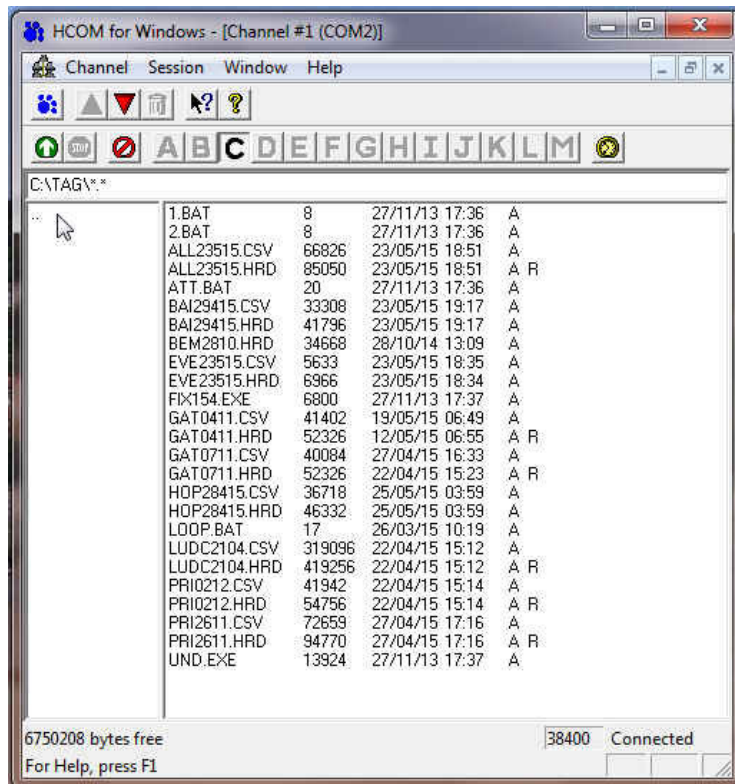 HCOM for Windows - [Channel #1 (COM2)]
Channel Session Window Help
STOP A B C D E F G H I J K L M
C:\TAG\*.*
..
1.BAT 8 27/11/13 17:36 A
2.BAT 8 27/11/13 17:36 A
ALL23515.CSV 66826 23/05/15 18:51 A
ALL23515.HRD 85050 23/05/15 18:51 A R
ATT.BAT 20 27/11/13 17:36 A
BAI29415.CSV 33308 23/05/15 19:17 A
BAI29415.HRD 41796 23/05/15 19:17 A
BEM2810.HRD 34668 28/10/14 13:09 A
EVE23515.CSV 5633 23/05/15 18:35 A
EVE23515.HRD 6966 23/05/15 18:34 A
FIX154.EXE 6800 27/11/13 17:37 A
GAT0411.CSV 41402 19/05/15 06:49 A
GAT0411.HRD 52326 12/05/15 06:55 A R
GAT0711.CSV 40084 27/04/15 16:33 A
GAT0711.HRD 52326 22/04/15 15:23 A R
HOP28415.CSV 36718 25/05/15 03:59 A
HOP28415.HRD 46332 25/05/15 03:59 A
LOOP.BAT 17 26/03/15 10:19 A
LUDC2104.CSV 319096 22/04/15 15:12 A
LUDC2104.HRD 419256 22/04/15 15:12 A R
PRI0212.CSV 41942 22/04/15 15:14 A
PRI0212.HRD 54756 22/04/15 15:14 A R
PRI2611.CSV 72659 27/04/15 17:16 A
PRI2611.HRD 94770 27/04/15 17:16 A R
UND.EXE 13924 27/11/13 17:37 A
6750208 bytes free 38400 Connected
For Help, press F1